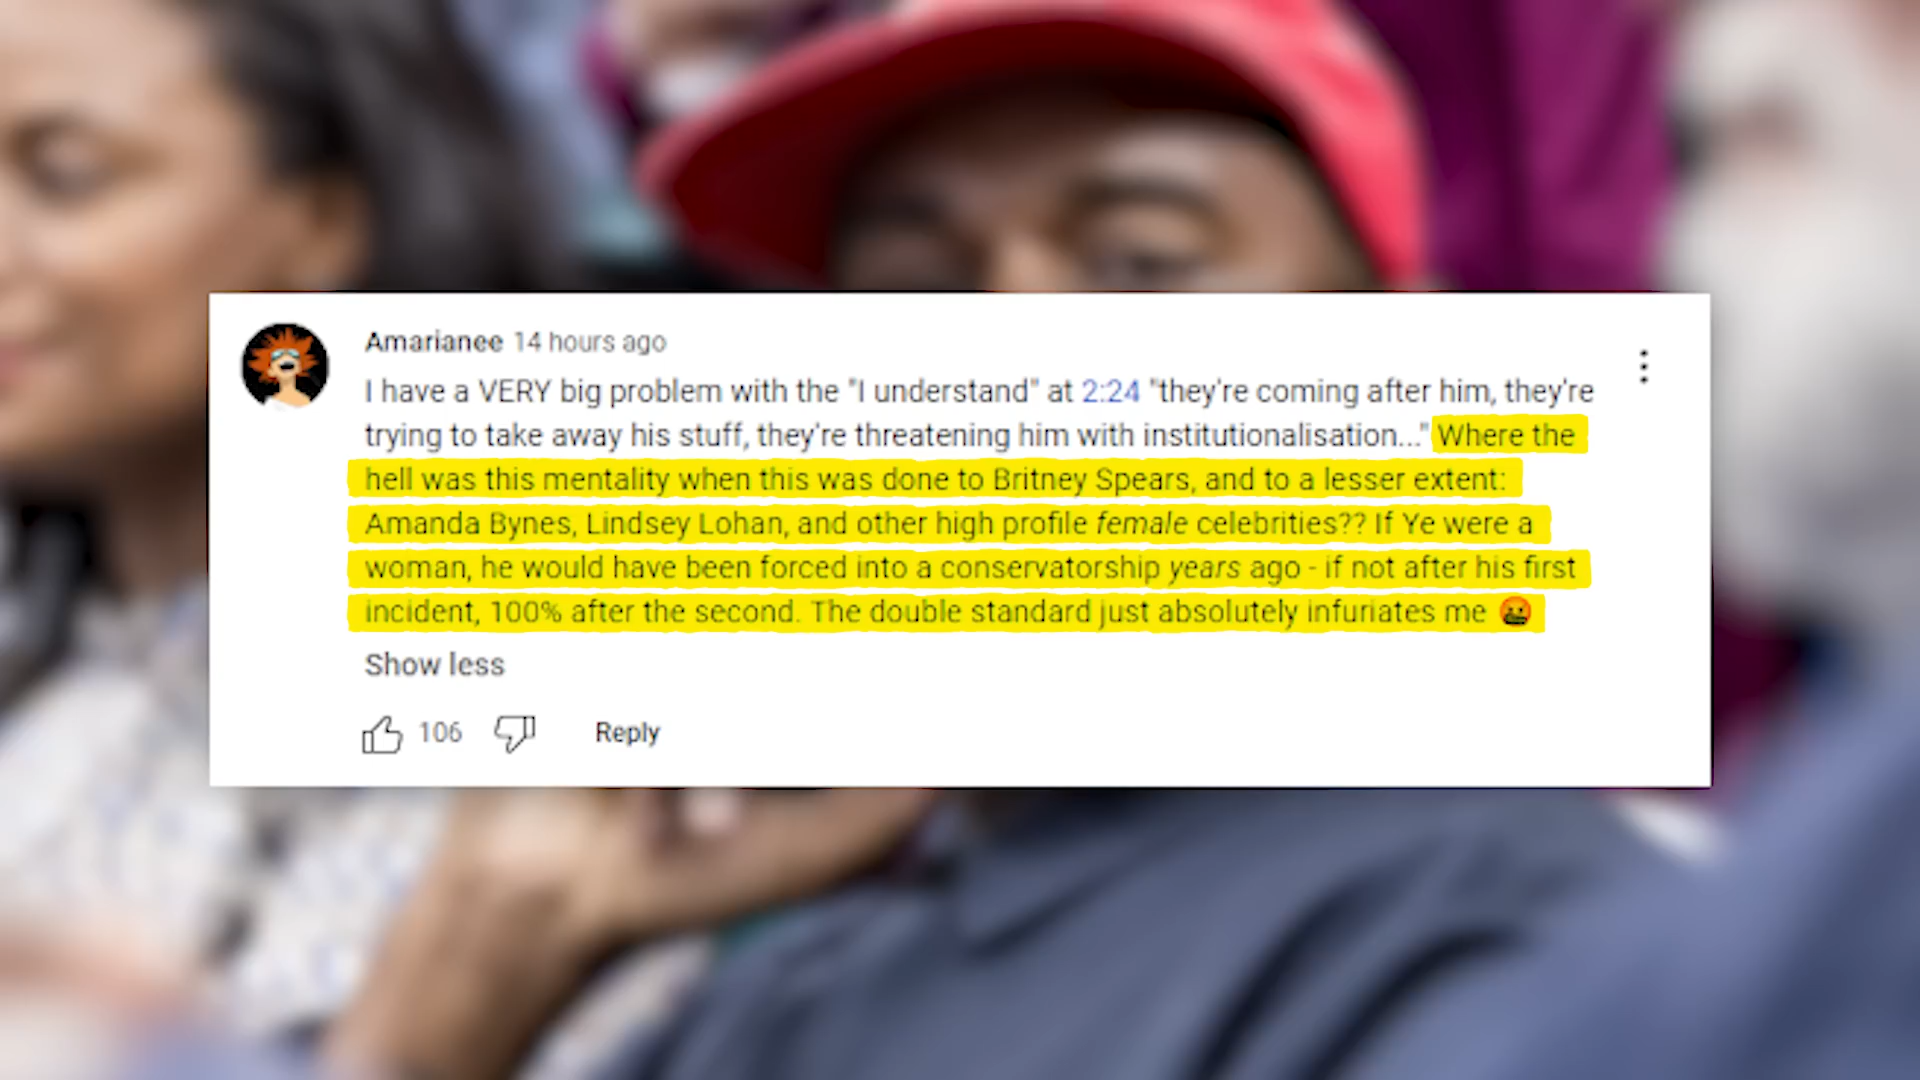 Amarianee 14 hours ago
I have a VERY big problem with the "I understand" at 2:24 "they're coming after him, they're
trying to take away his stuff, they're threatening him with institutionalisation..." Where the
hell was this mentality when this was done to Britney Spears, and to a lesser extent:
Amanda Bynes, Lindsey Lohan, and other high profile female celebrities?? If Ye were a
woman, he would have been forced into a conservatorship years ago - if not after his first
incident, 100% after the second. The double standard just absolutely infuriates me 🤬
Show less
106 Reply